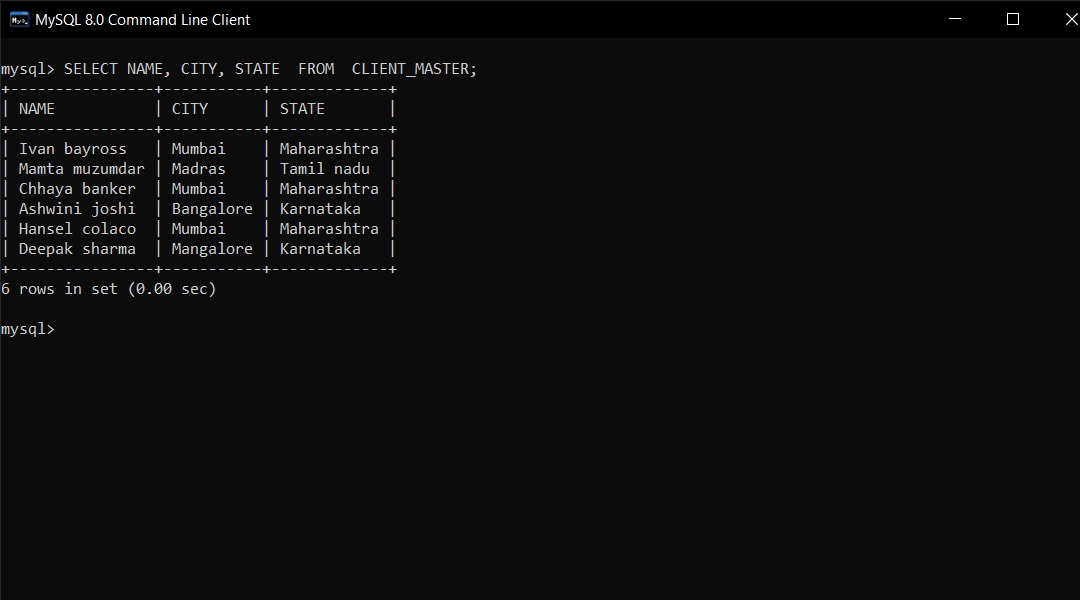 MySQL 8.0 Command Line Client
mysql> SELECT NAME, CITY, STATE  FROM  CLIENT_MASTER;
+----------------+-----------+-------------+
| NAME           | CITY      | STATE       |
+----------------+-----------+-------------+
| Ivan bayross   | Mumbai    | Maharashtra |
| Mamta muzumdar | Madras    | Tamil nadu  |
| Chhaya banker  | Mumbai    | Maharashtra |
| Ashwini joshi  | Bangalore | Karnataka   |
| Hansel colaco  | Mumbai    | Maharashtra |
| Deepak sharma  | Mangalore | Karnataka   |
+----------------+-----------+-------------+
6 rows in set (0.00 sec)
mysql>